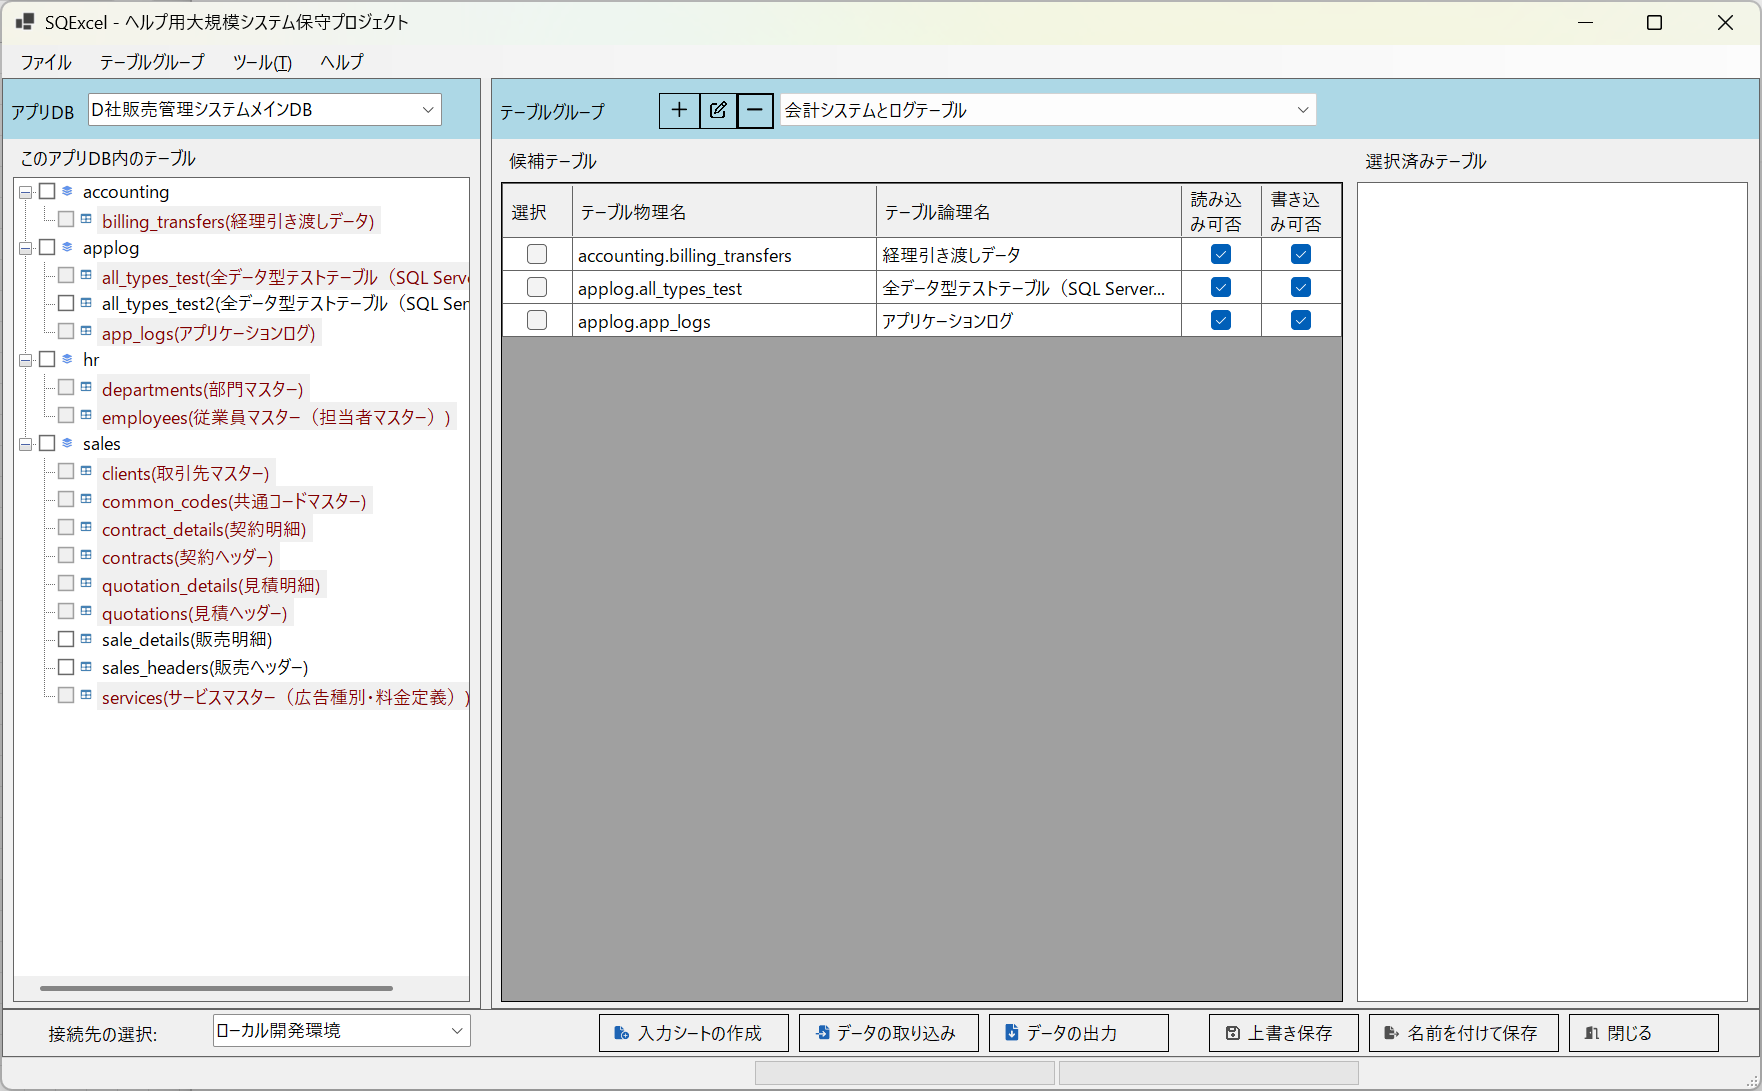 SQExcel - ヘルプ用大規模システム保守プロジェクト
ファイル テーブルグループ ツール(T) ヘルプ
アプリDB D社販売管理システムメインDB
このアプリDB内のテーブル
accounting
billing_transfers(経理引き渡しデータ)
applog
all_types_test(全データ型テストテーブル（SQL Serve
all_types_test2(全データ型テストテーブル（SQL Ser
app_logs(アプリケーションログ)
hr
departments(部門マスター)
employees(従業員マスター（担当者マスター）)
sales
clients(取引先マスター)
common_codes(共通コードマスター)
contract_details(契約明細)
contracts(契約ヘッダー)
quotation_details(見積明細)
quotations(見積ヘッダー)
sale_details(販売明細)
sales_headers(販売ヘッダー)
services(サービスマスター（広告種別・料金定義）)
テーブルグループ 会計システムとログテーブル
候補テーブル
選択 テーブル物理名 テーブル論理名 読み込み可否 書き込み可否
accounting.billing_transfers 経理引き渡しデータ
applog.all_types_test 全データ型テストテーブル（SQL Server...
applog.app_logs アプリケーションログ
選択済みテーブル
接続先の選択: ローカル開発環境
入力シートの作成 データの取り込み データの出力 上書き保存 名前を付けて保存 閉じる